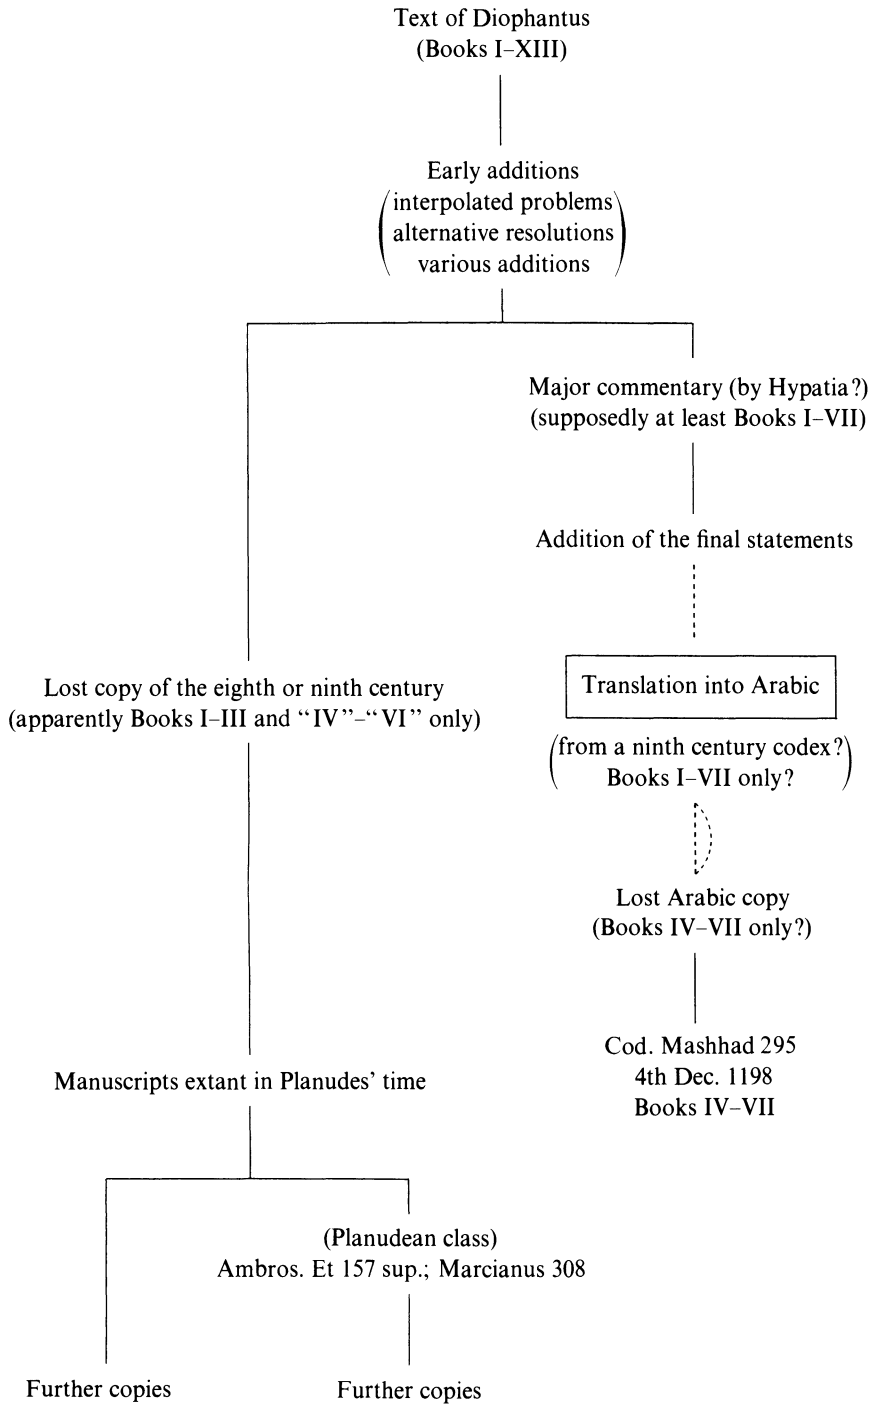 Text of Diophantus
(Books I–XIII)
Early additions
(interpolated problems
alternative resolutions
various additions)
Major commentary (by Hypatia?)
(supposedly at least Books I–VII)
Addition of the final statements
Translation into Arabic
Lost copy of the eighth or ninth century
(apparently Books I–III and “IV”–“VI” only)
(from a ninth century codex?
Books I–VII only?)
Lost Arabic copy
(Books IV–VII only?)
Cod. Mashhad 295
4th Dec. 1198
Books IV–VII
Manuscripts extant in Planudes’ time
(Planudean class)
Ambros. Et 157 sup.; Marcianus 308
Further copies
Further copies